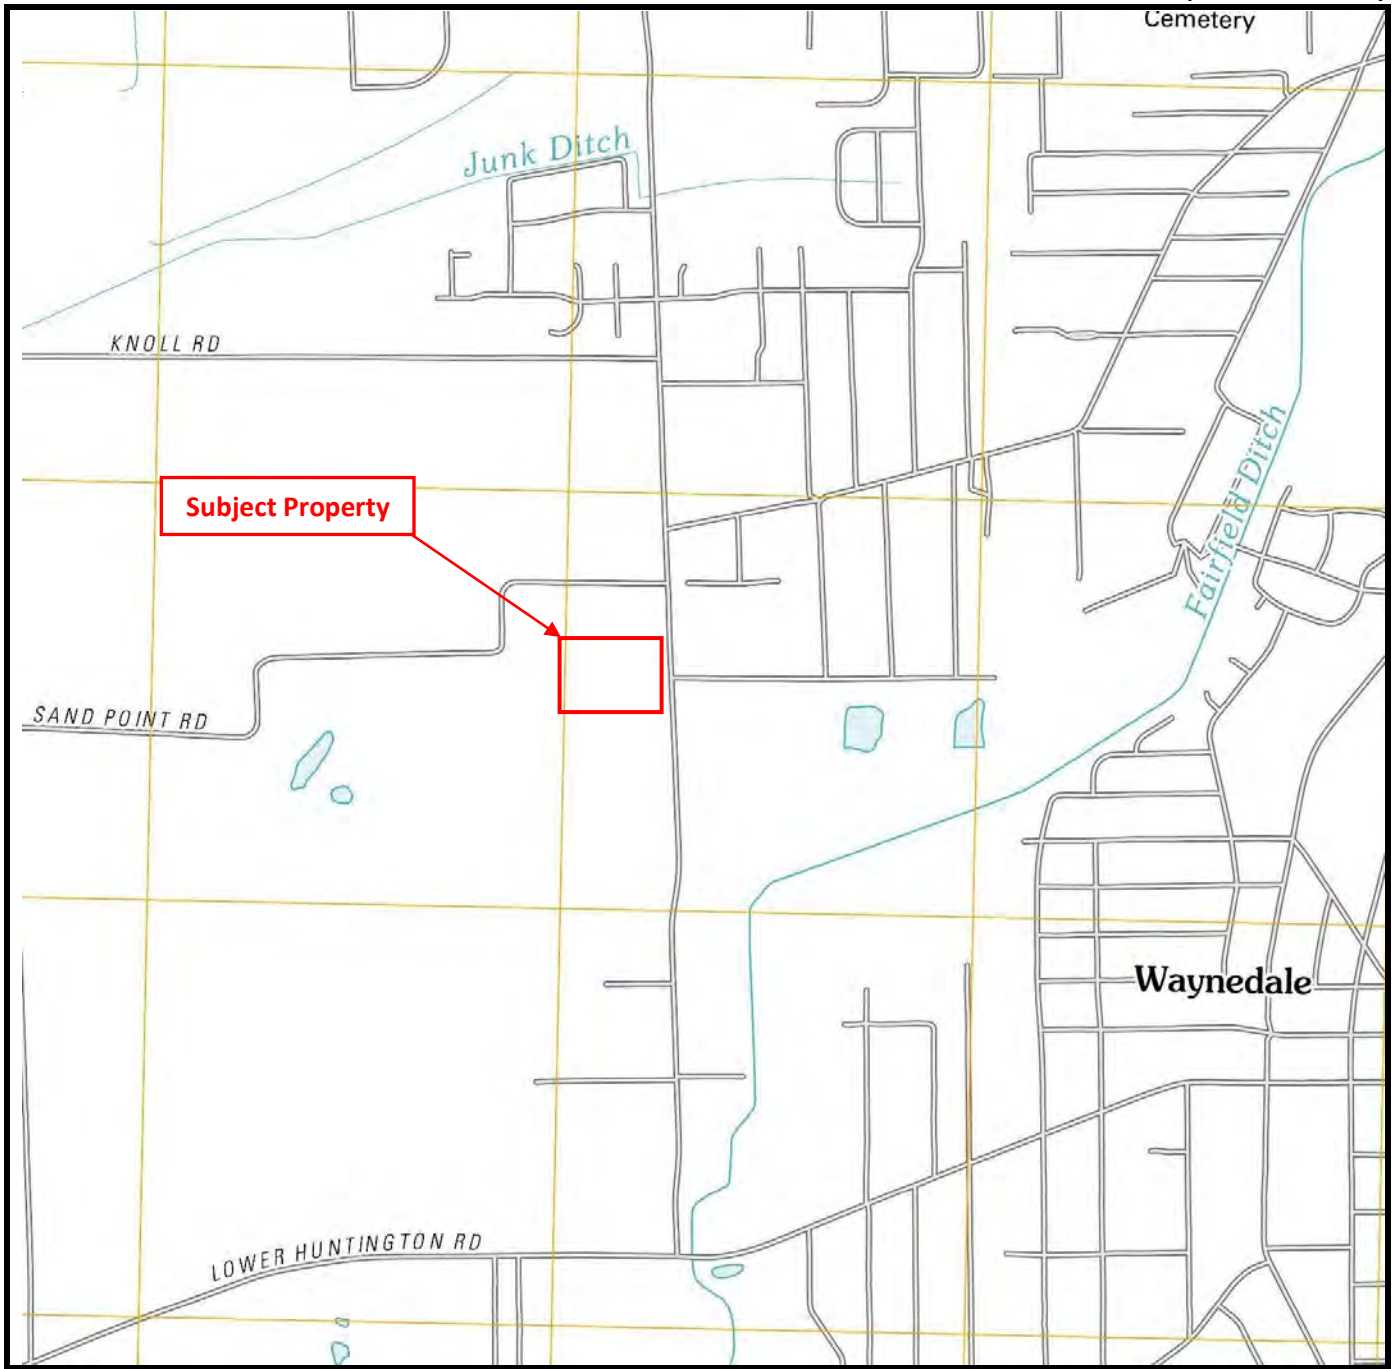 Cemetery
Junk Ditch
KNOLL RD
Fairfield Ditch
Subject Property
SAND POINT RD
Waynedale
LOWER HUNTINGTON RD